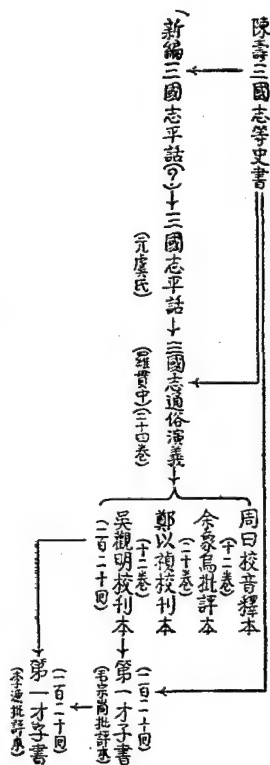 陳壽三國志等史書
新編三國志平話(?)
三國志平話
(元虞氏)
三國志通俗演義
(羅貫中)(二十四卷)
周曰校音釋本
(十二卷)
余象烏批評本
(二十卷)
鄭以禎校刊本
(十二卷)
吳觀明校刊本
(一百二十回)
(一百二十回)
第一才子書
(毛宗崗批評本)
(一百二十回)
第一才子書
(李漁批評本)